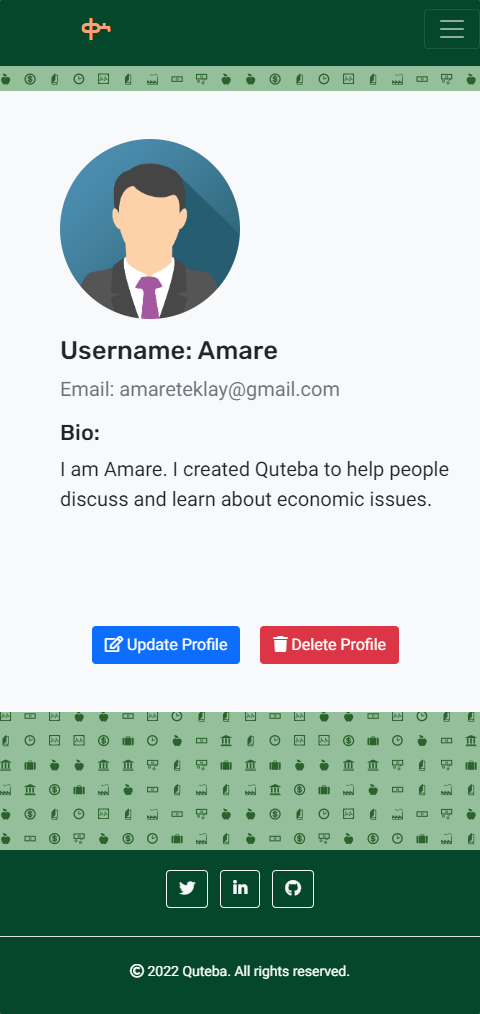 ቁ
Username: Amare
Email: amareteklay@gmail.com
Bio:
I am Amare. I created Quteba to help people
discuss and learn about economic issues.
Update Profile
Delete Profile
© 2022 Quteba. All rights reserved.